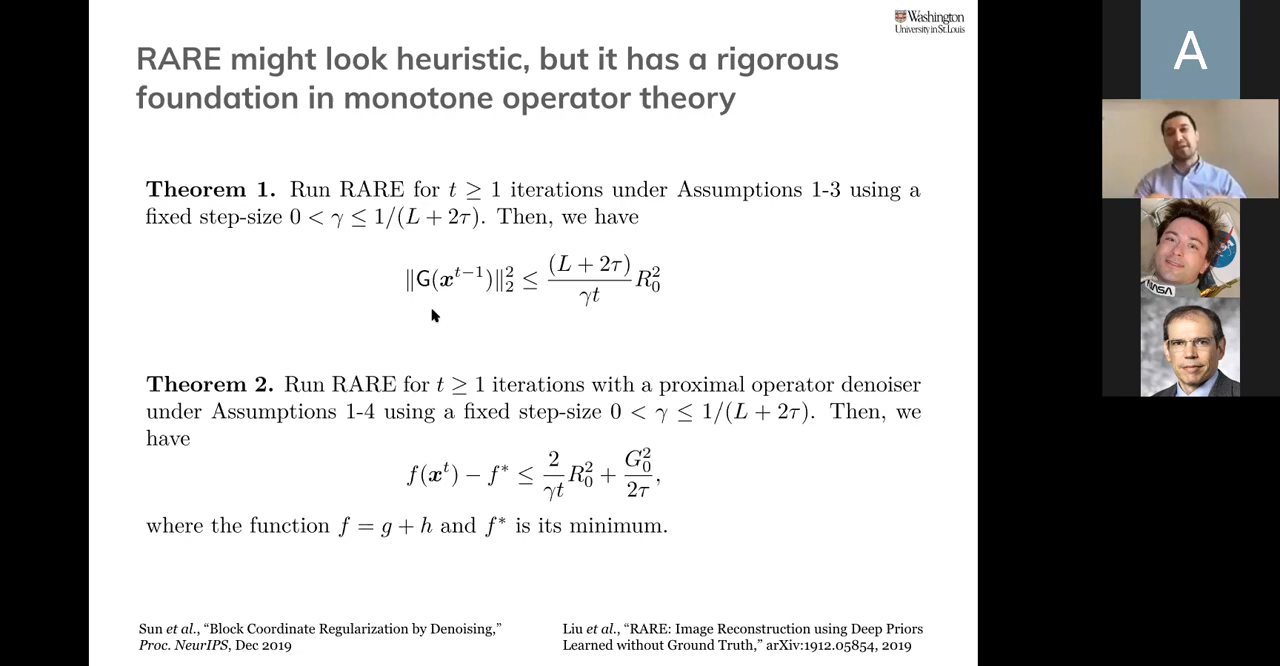 Washington
University in St. Louis
RARE might look heuristic, but it has a rigorous
foundation in monotone operator theory
Theorem 1. Run RARE for t ≥ 1 iterations under Assumptions 1-3 using a
fixed step-size 0 < γ ≤ 1/(L + 2τ). Then, we have
‖G(x^{t−1})‖₂² ≤ (L + 2τ)/(γt) R₀²
Theorem 2. Run RARE for t ≥ 1 iterations with a proximal operator denoiser
under Assumptions 1-4 using a fixed step-size 0 < γ ≤ 1/(L + 2τ). Then, we
have
f(x^t) − f* ≤ 2/(γt) R₀² + G₀²/(2τ),
where the function f = g + h and f* is its minimum.
Sun et al., “Block Coordinate Regularization by Denoising,”
Proc. NeurIPS, Dec 2019
Liu et al., “RARE: Image Reconstruction using Deep Priors
Learned without Ground Truth,” arXiv:1912.05854, 2019
A
NASA